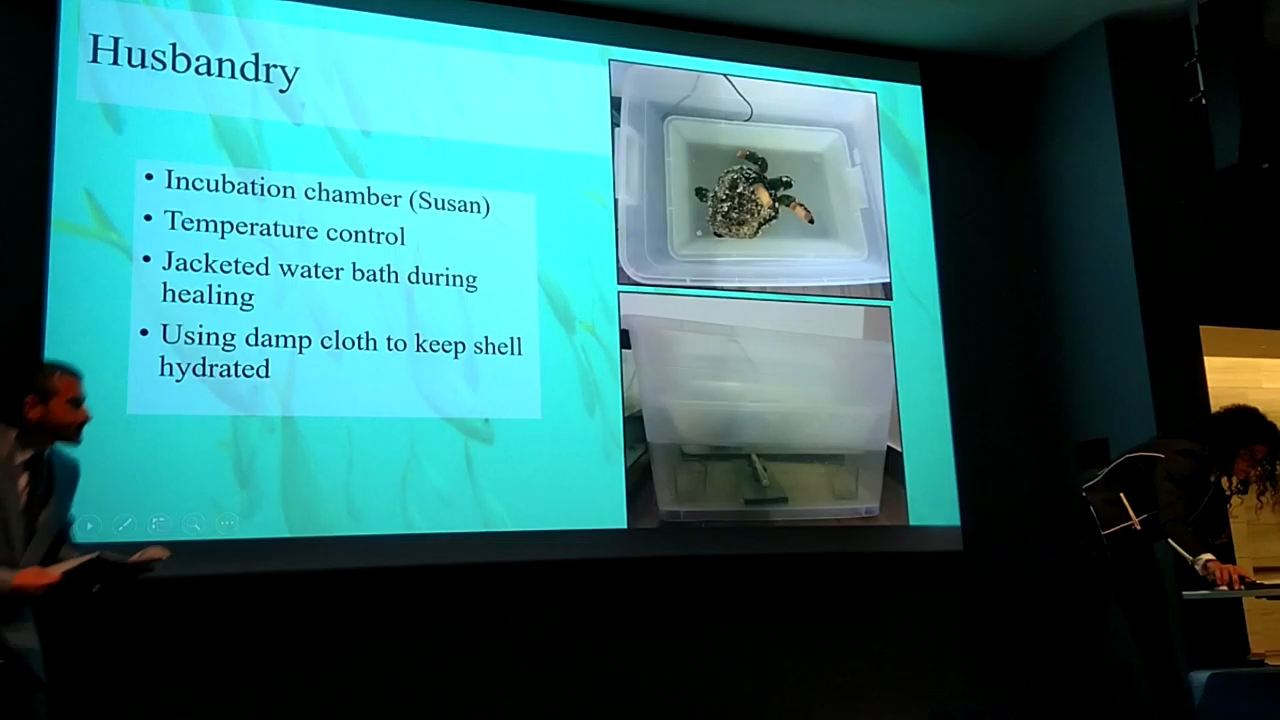 Husbandry
• Incubation chamber (Susan)
• Temperature control
• Jacketed water bath during
healing
• Using damp cloth to keep shell
hydrated